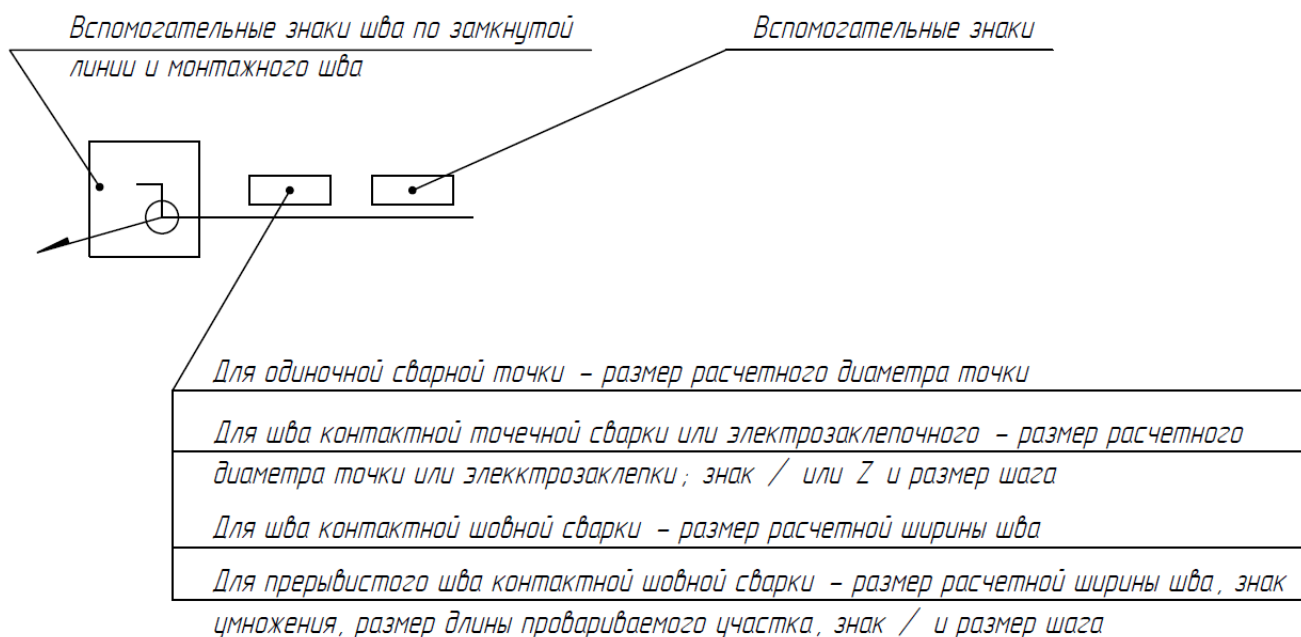 Вспомогательные знаки шва по замкнутой
линии и монтажного шва
Вспомогательные знаки
Для одиночной сварной точки – размер расчетного диаметра точки
Для шва контактной точечной сварки или электрозаклепочного – размер расчетного
диаметра точки или элекктрозаклепки; знак / или Z и размер шага
Для шва контактной шовной сварки – размер расчетной ширины шва
Для прерывистого шва контактной шовной сварки – размер расчетной ширины шва, знак
умножения, размер длины провариваемого участка, знак / и размер шага